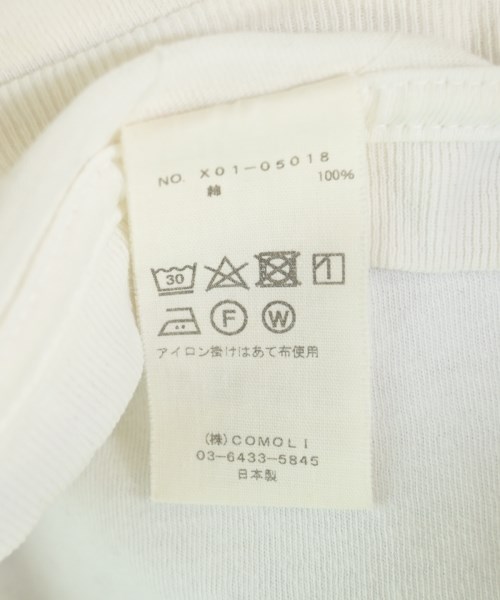 NO. X01-05018
綿 100%
30
F W
アイロン掛けはあて布使用
(株)COMOLI
03-6433-5845
日本製